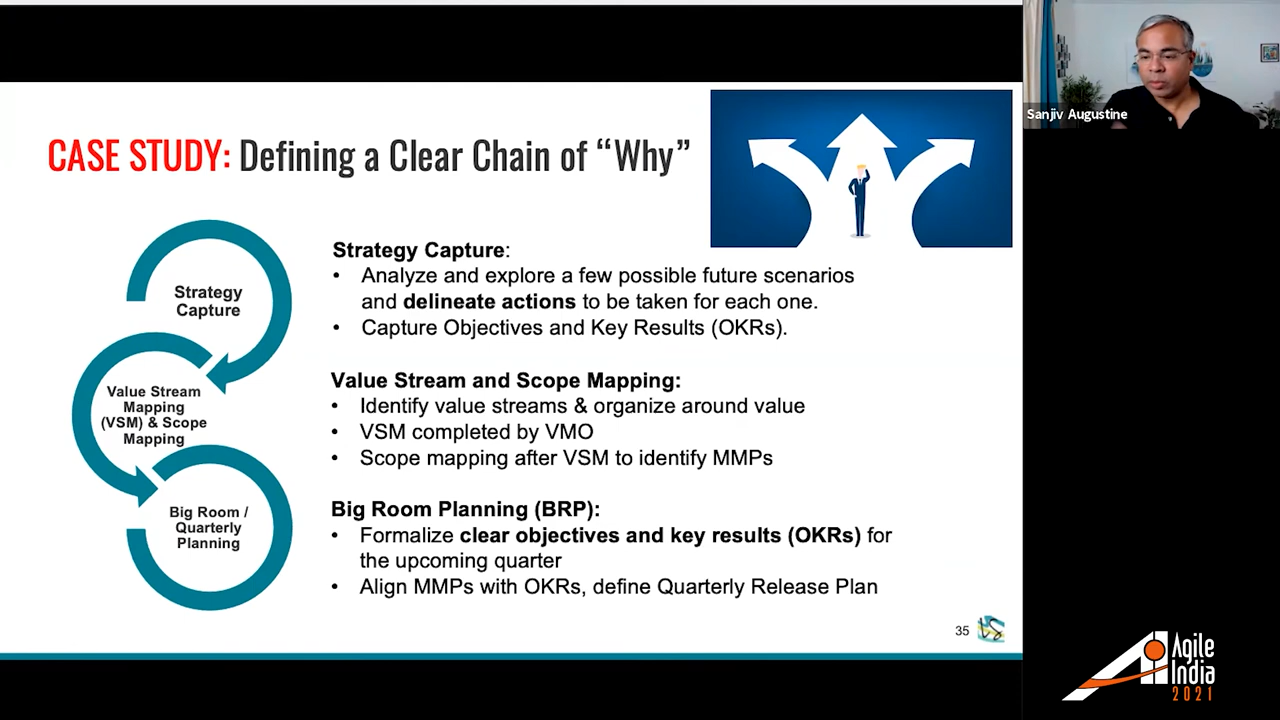 Sanjiv Augustine
CASE STUDY: Defining a Clear Chain of “Why”
Strategy
Capture
Value Stream
Mapping
(VSM) & Scope
Mapping
Big Room /
Quarterly
Planning
Strategy Capture:
• Analyze and explore a few possible future scenarios
and delineate actions to be taken for each one.
• Capture Objectives and Key Results (OKRs).
Value Stream and Scope Mapping:
• Identify value streams & organize around value
• VSM completed by VMO
• Scope mapping after VSM to identify MMPs
Big Room Planning (BRP):
• Formalize clear objectives and key results (OKRs) for
the upcoming quarter
• Align MMPs with OKRs, define Quarterly Release Plan
35
Agile
India
2021